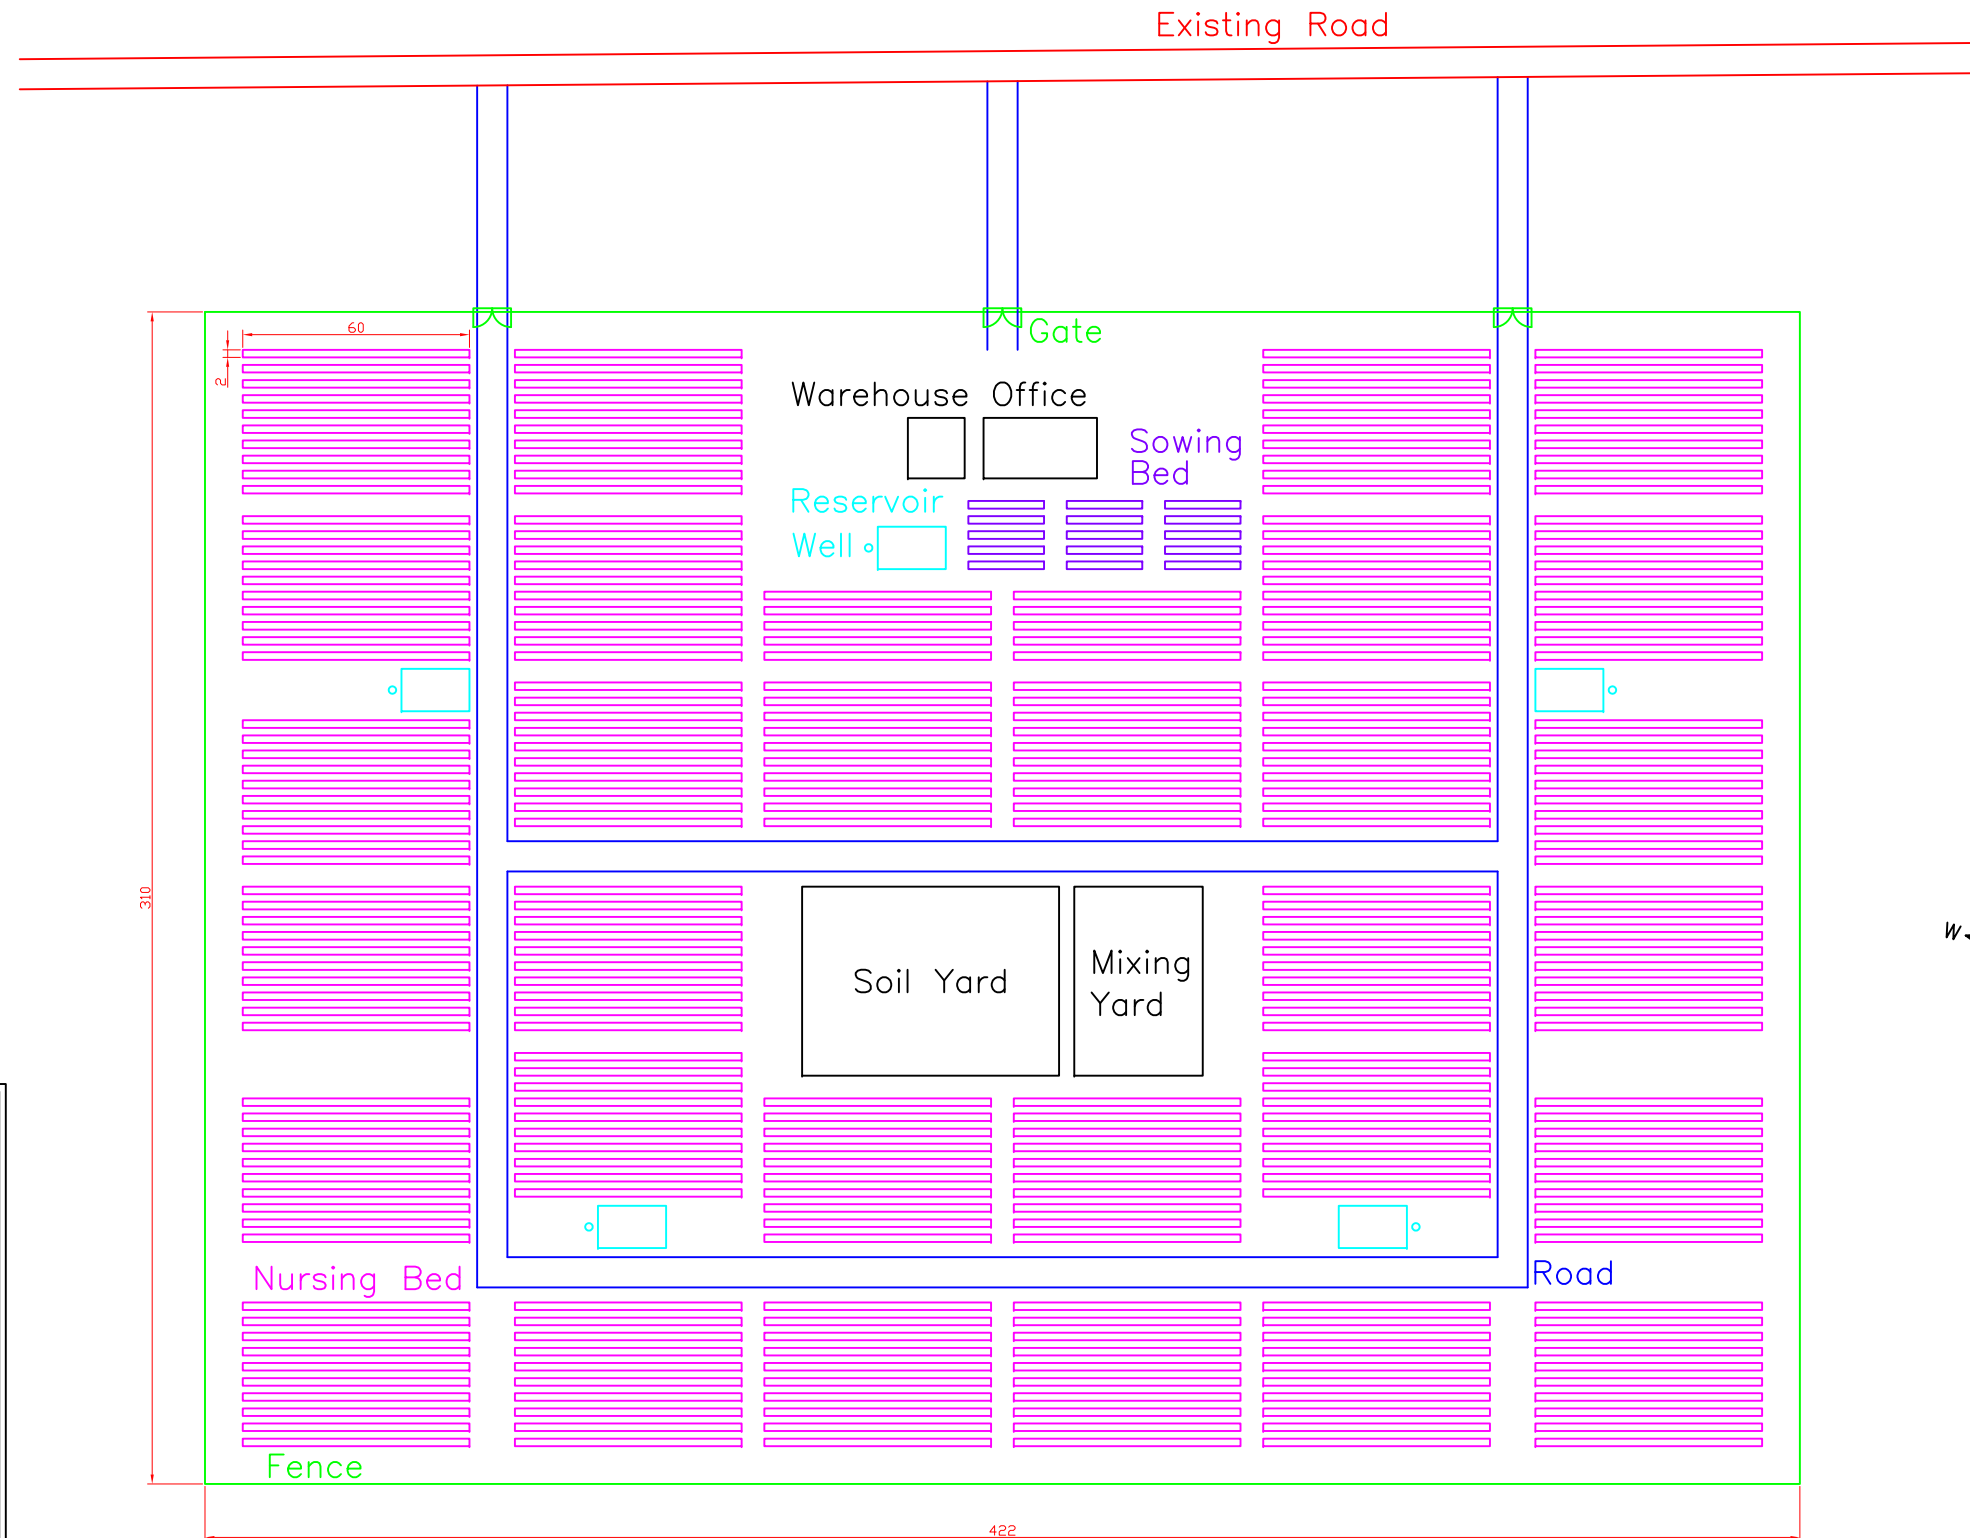 Existing Road
60
Gate
2
Warehouse Office
Sowing
Bed
Reservoir
Well
310
Soil Yard
Mixing
Yard
Nursing Bed
Road
Fence
422